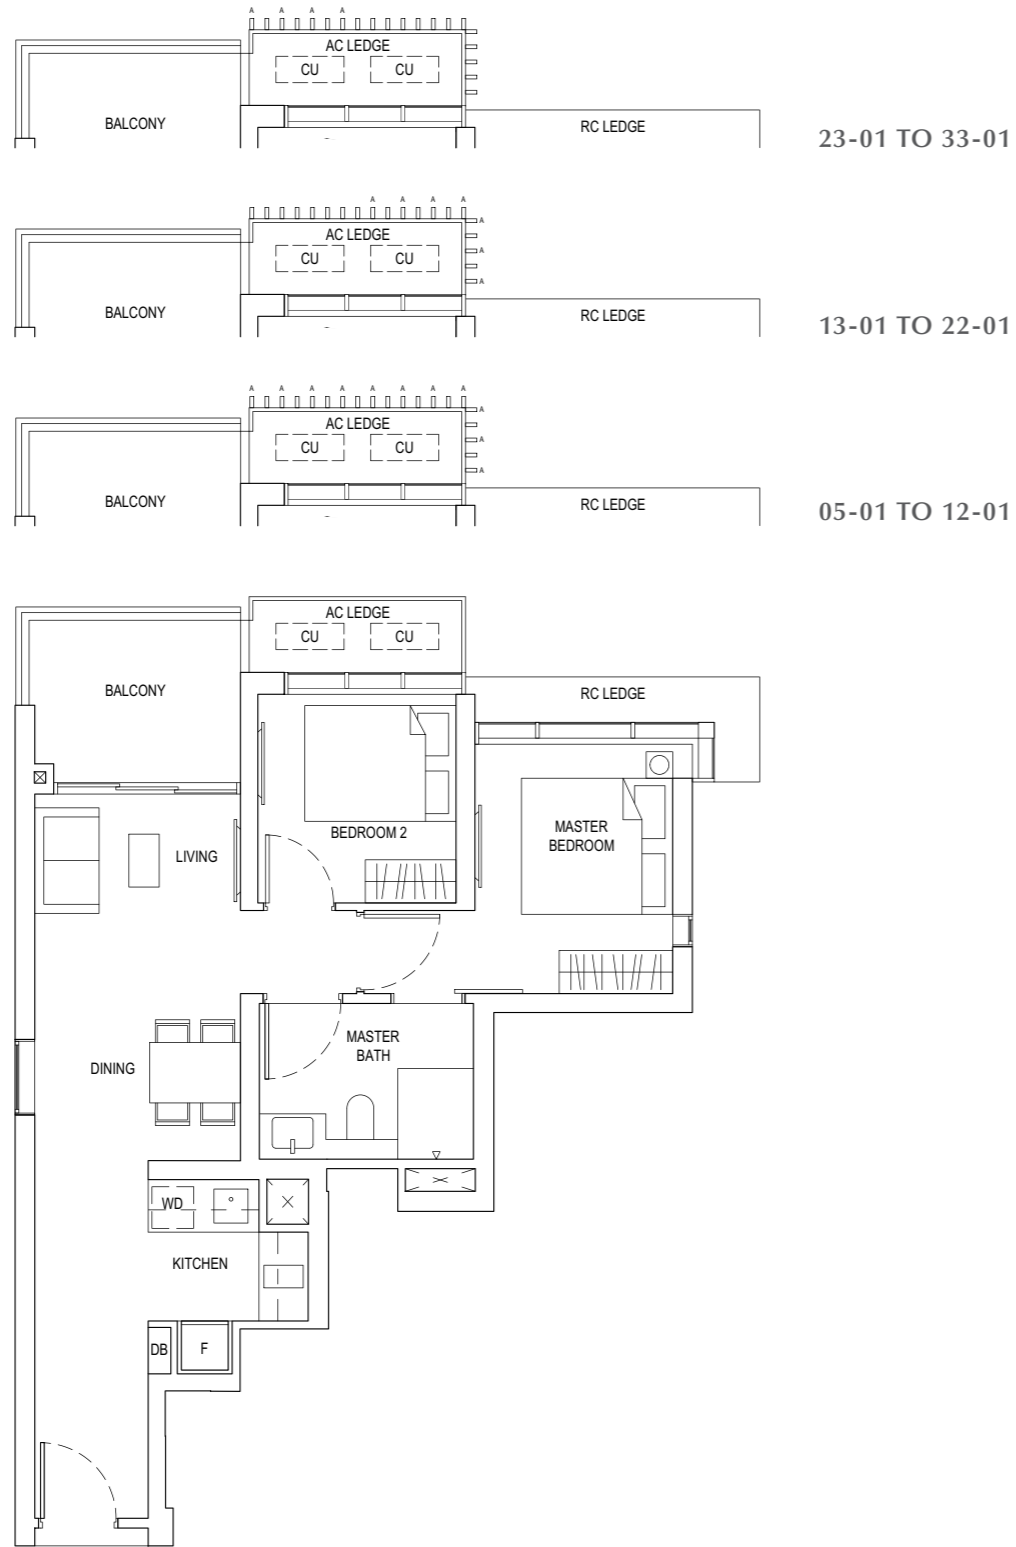 A A A A
AC LEDGE
CU CU
BALCONY
RC LEDGE
23-01 TO 33-01
A A A A
A
AC LEDGE
A
CU CU
A
BALCONY
RC LEDGE
13-01 TO 22-01
A A A A A A A
A
AC LEDGE
A
CU CU
A
BALCONY
RC LEDGE
05-01 TO 12-01
AC LEDGE
CU CU
BALCONY
RC LEDGE
BEDROOM 2
MASTER
BEDROOM
LIVING
MASTER
BATH
DINING
WD
KITCHEN
DB
F